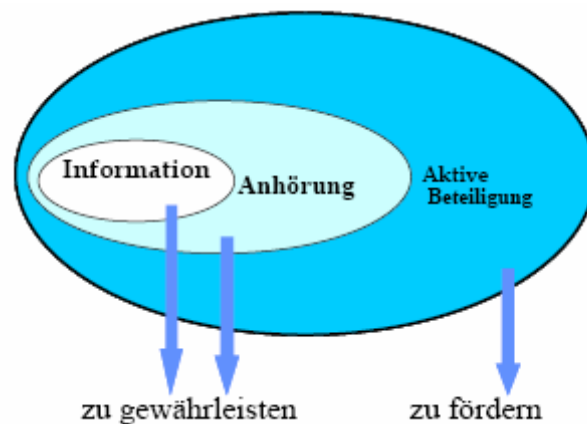 Information
Anhörung
Aktive
Beteiligung
zu gewährleisten
zu fördern